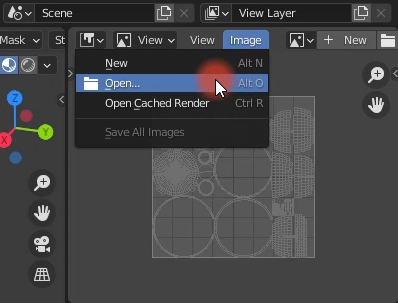 Scene View Layer
Mask St View View Image New
New Alt N
Open... Alt O
Open Cached Render Ctrl R
Save All Images
Z
Y
X